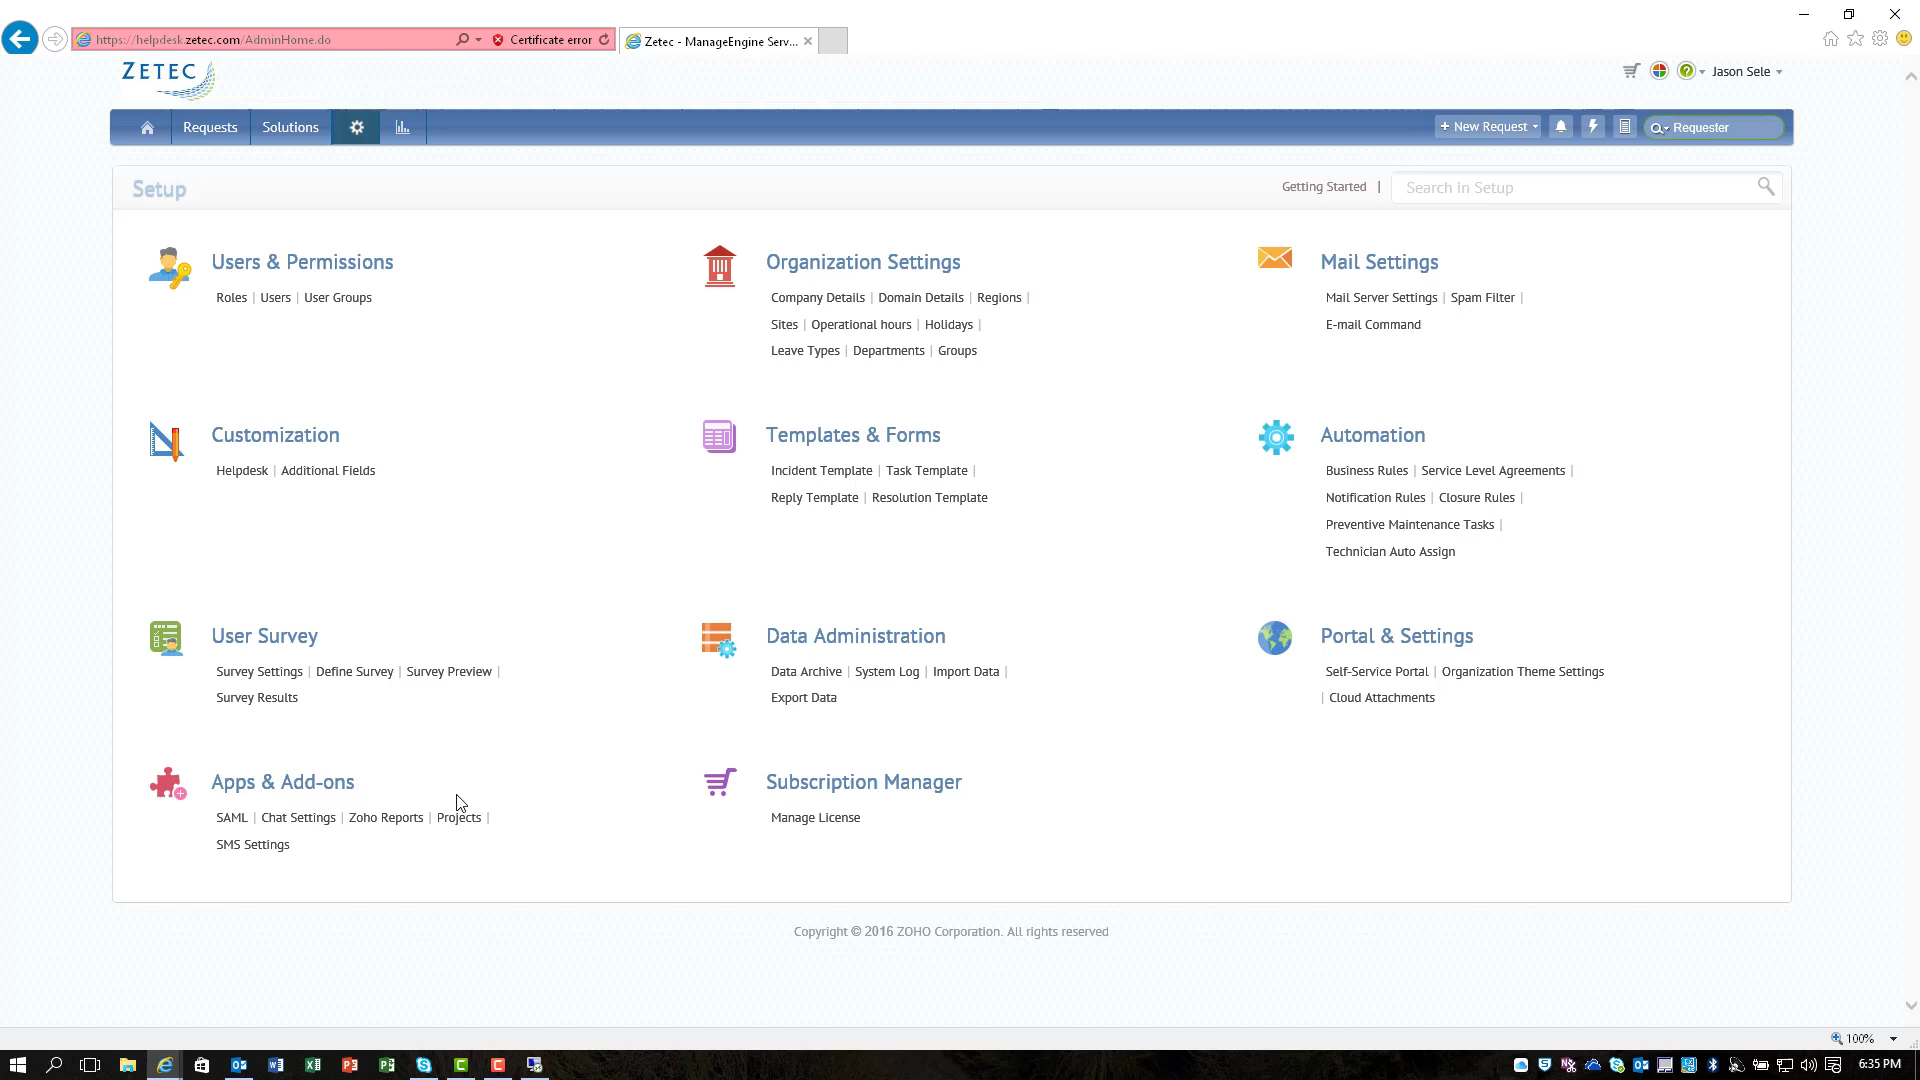 https://helpdesk.zetec.com/AdminHome.do
Certificate error
Zetec - ManageEngine Serv...
ZETEC
Jason Sele
Requests
Solutions
+ New Request
Requester
Setup
Getting Started |
Search in Setup
Users & Permissions
Roles | Users | User Groups
Organization Settings
Company Details | Domain Details | Regions |
Sites | Operational hours | Holidays |
Leave Types | Departments | Groups
Mail Settings
Mail Server Settings | Spam Filter |
E-mail Command
Customization
Helpdesk | Additional Fields
Templates & Forms
Incident Template | Task Template |
Reply Template | Resolution Template
Automation
Business Rules | Service Level Agreements |
Notification Rules | Closure Rules |
Preventive Maintenance Tasks |
Technician Auto Assign
User Survey
Survey Settings | Define Survey | Survey Preview |
Survey Results
Data Administration
Data Archive | System Log | Import Data |
Export Data
Portal & Settings
Self-Service Portal | Organization Theme Settings
| Cloud Attachments
Apps & Add-ons
SAML | Chat Settings | Zoho Reports | Projects |
SMS Settings
Subscription Manager
Manage License
Copyright © 2016 ZOHO Corporation. All rights reserved
100%
6:35 PM